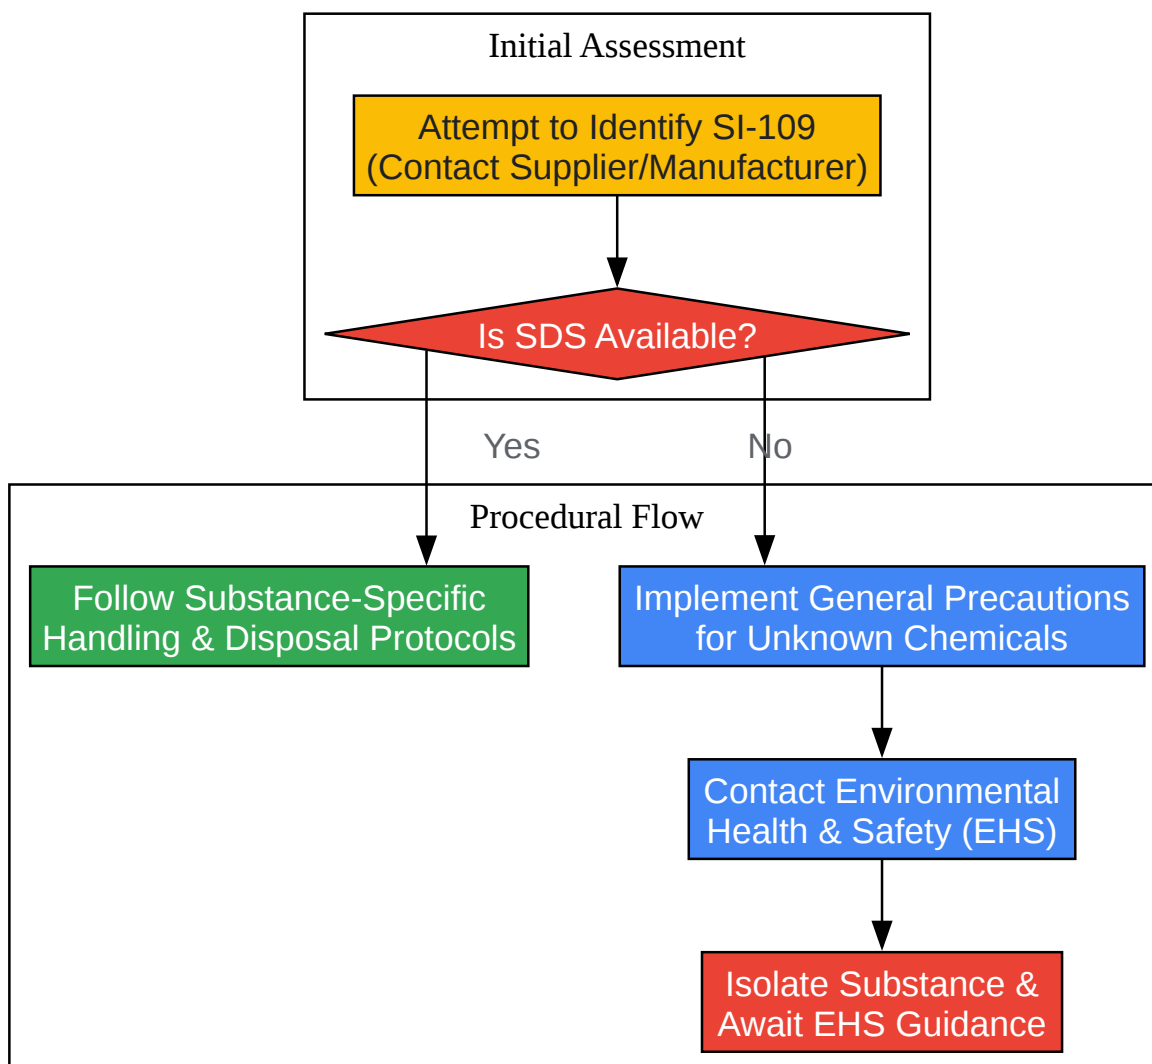 Initial Assessment
Attempt to Identify SI-109
(Contact Supplier/Manufacturer)
Is SDS Available?
Yes
No
Procedural Flow
Follow Substance-Specific
Handling & Disposal Protocols
Implement General Precautions
for Unknown Chemicals
Contact Environmental
Health & Safety (EHS)
Isolate Substance &
Await EHS Guidance